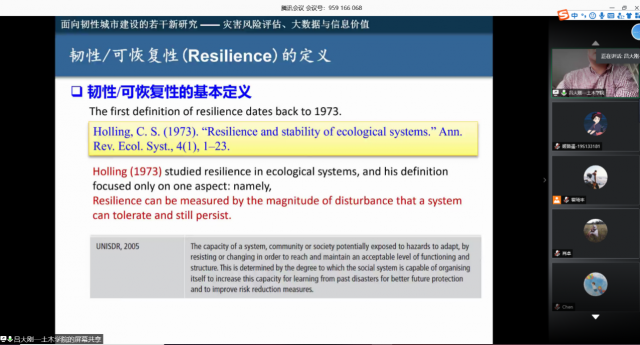 腾讯会议 会议号: 959 166 068
面向韧性城市建设的若干新研究 —— 灾害风险评估、大数据与信息价值
韧性/可恢复性(Resilience)的定义
韧性/可恢复性的基本定义
The first definition of resilience dates back to 1973.
Holling, C. S. (1973). “Resilience and stability of ecological systems.” Ann.
Rev. Ecol. Syst., 4(1), 1–23.
Holling (1973) studied resilience in ecological systems, and his definition
focused only on one aspect: namely,
Resilience can be measured by the magnitude of disturbance that a system
can tolerate and still persist.
UNISDR, 2005
The capacity of a system, community or society potentially exposed to hazards to adapt, by
resisting or changing in order to reach and maintain an acceptable level of functioning and
structure. This is determined by the degree to which the social system is capable of organising
itself to increase this capacity for learning from past disasters for better future protection
and to improve risk reduction measures.
吕大刚—土木学院的屏幕共享
中
正在讲话: 吕大刚
吕大刚—土木学院
Chen